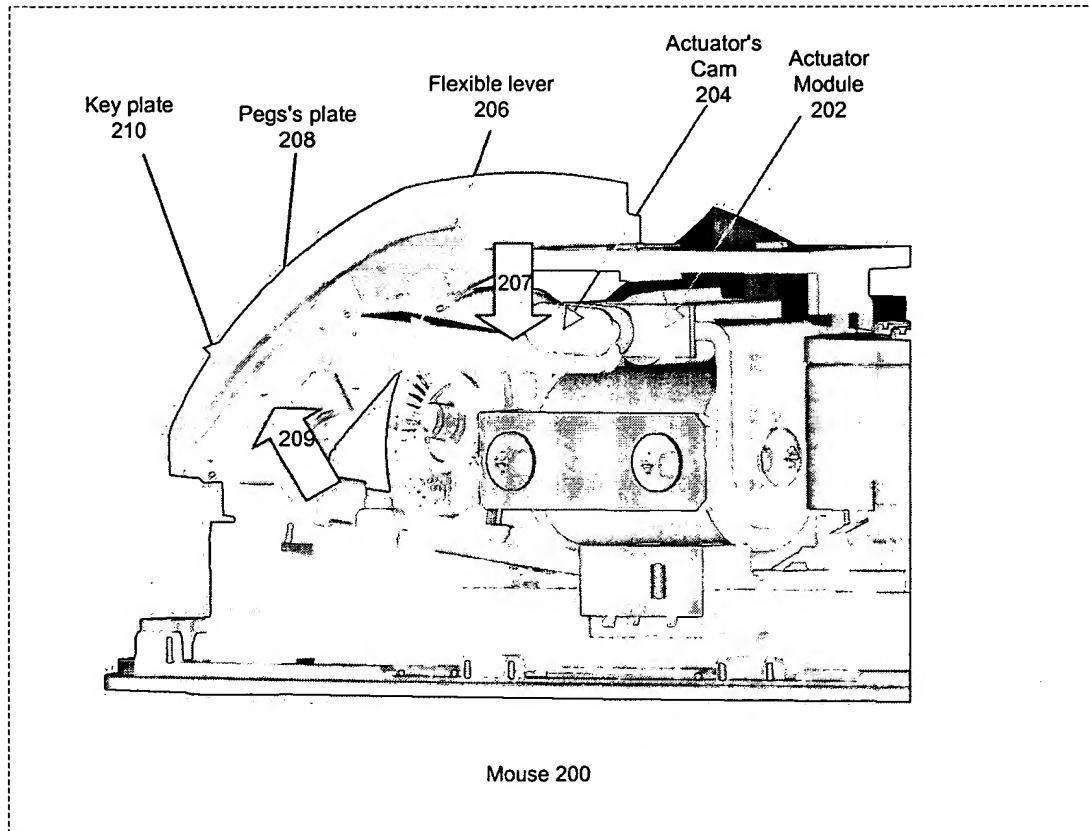 Actuator's
Cam
204
Actuator
Module
202
Flexible lever
206
Pegs's plate
208
Key plate
210
207
209
Mouse 200